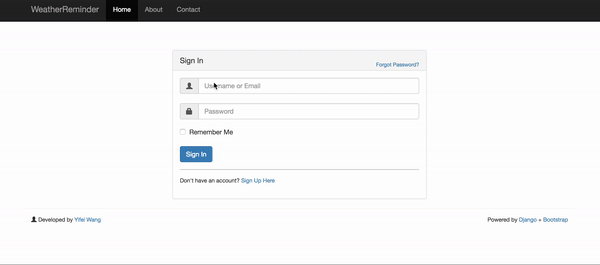 WeatherReminder Home About Contact
Sign In Forgot Password?
Username or Email
Password
Remember Me
Sign In
Don't have an account? Sign Up Here
Developed by Yifei Wang Powered by Django + Bootstrap